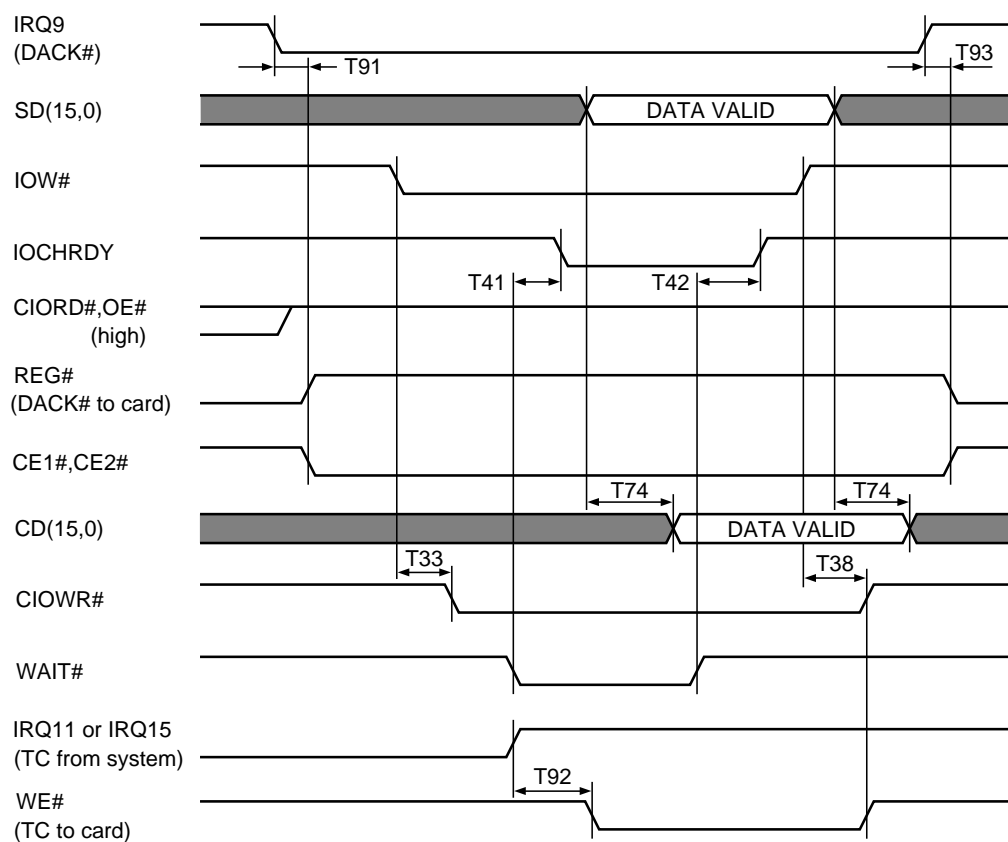 IRQ9
(DACK#)
T91
T93
SD(15,0)
DATA VALID
IOW#
IOCHRDY
T41
T42
CIORD#,OE#
(high)
REG#
(DACK# to card)
CE1#,CE2#
T74
T74
CD(15,0)
DATA VALID
T33
T38
CIOWR#
WAIT#
IRQ11 or IRQ15
(TC from system)
T92
WE#
(TC to card)